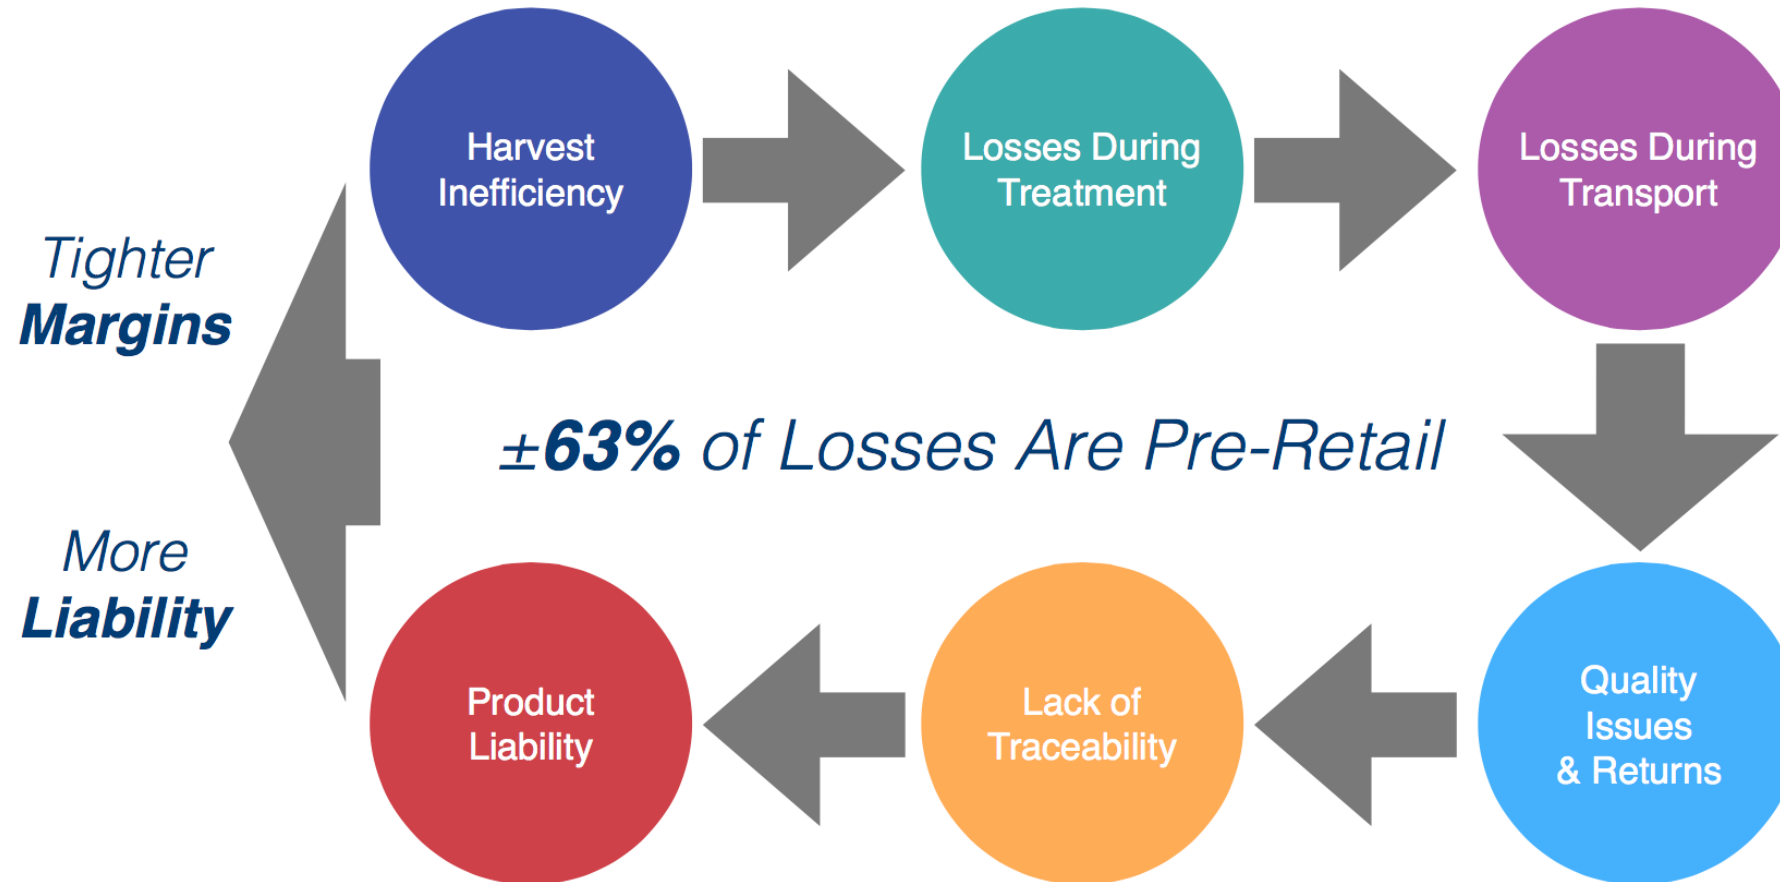 Harvest
Inefficiency
Losses During
Treatment
Losses During
Transport
Tighter
Margins
±63% of Losses Are Pre-Retail
More
Liability
Product
Liability
Lack of
Traceability
Quality
Issues
& Returns